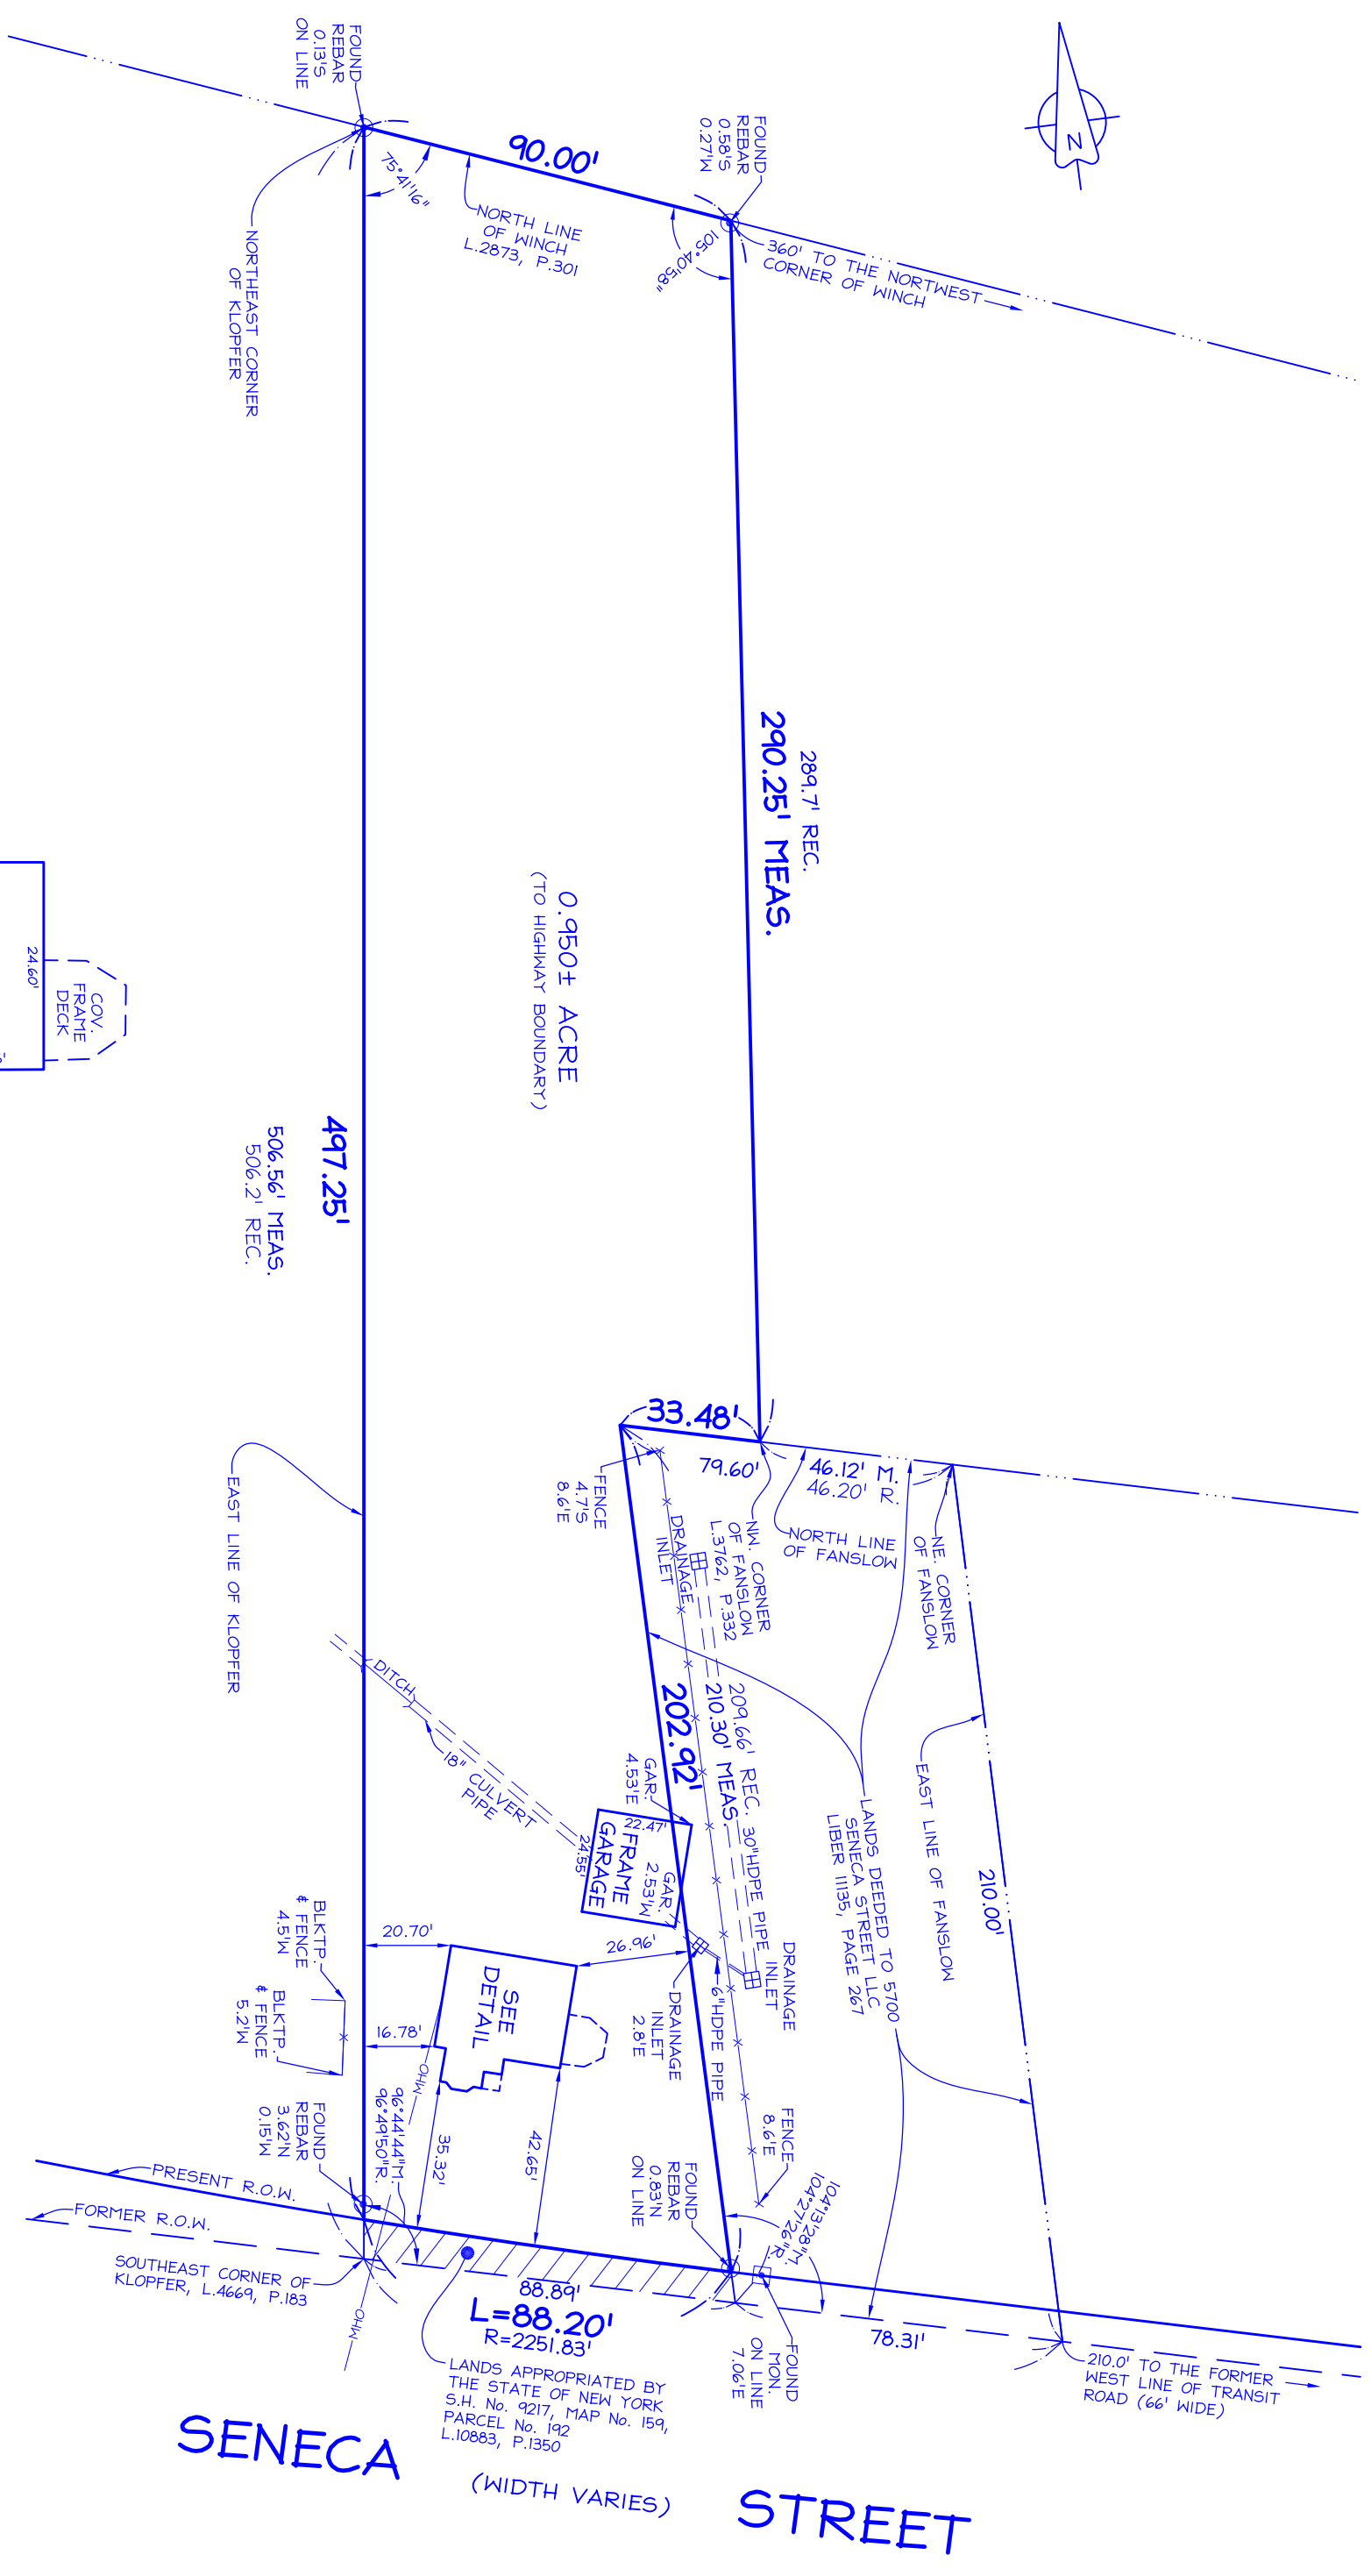 N
FOUND
REBAR
0.13'S
ON LINE
90.00'
75°41'16"
FOUND
REBAR
0.58'S
0.27'W
NORTH LINE
OF WINCH
L.2873, P.301
105°40'58"
360' TO THE NORTHWEST
CORNER OF WINCH
NORTHEAST CORNER
OF KLOPFER
289.7' REC.
290.25' MEAS.
0.950± ACRE
(TO HIGHWAY BOUNDARY)
COV.
FRAME
DECK
24.60'
497.25'
506.56' MEAS.
506.2' REC.
33.48'
79.60'
46.12' M.
46.20' R.
FENCE
4.7'S
8.6'E
DRAINAGE
INLET
NW. CORNER
OF FANSLOW
L.3762, P.332
NORTH LINE
OF FANSLOW
NE. CORNER
OF FANSLOW
EAST LINE OF KLOPFER
DITCH
18" CULVERT
PIPE
202.92'
209.66' REC.
210.30' MEAS.
30"HDPE PIPE
GAR.
4.53'E
22.47'
24.55'
FRAME
GARAGE
GAR.
2.53'W
LANDS DEEDED TO 5700
SENECA STREET LLC
LIBER 11135, PAGE 267
EAST LINE OF FANSLOW
210.00'
BLKTP.
& FENCE
4.5'W
BLKTP.
& FENCE
5.2'W
20.70'
26.96'
SEE
DETAIL
16.78'
DRAINAGE
INLET
DRAINAGE
INLET
2.8'E
6"HDPE PIPE
OHW
96°44'44"M.
96°49'50"R.
35.32'
42.65'
FOUND
REBAR
3.62'N
0.15'W
FENCE
8.6'E
FOUND
REBAR
0.83'N
ON LINE
104°13'28"M.
104°27'26"R.
PRESENT R.O.W.
FORMER R.O.W.
SOUTHEAST CORNER OF
KLOPFER, L.4669, P.183
OHW
88.89'
L=88.20'
R=2251.83'
78.31'
FOUND
MON.
ON LINE
7.06'E
210.0' TO THE FORMER
WEST LINE OF TRANSIT
ROAD (66' WIDE)
LANDS APPROPRIATED BY
THE STATE OF NEW YORK
S.H. No. 9217, MAP No. 159,
PARCEL No. 192
L.10883, P.1350
SENECA
(WIDTH VARIES)
STREET